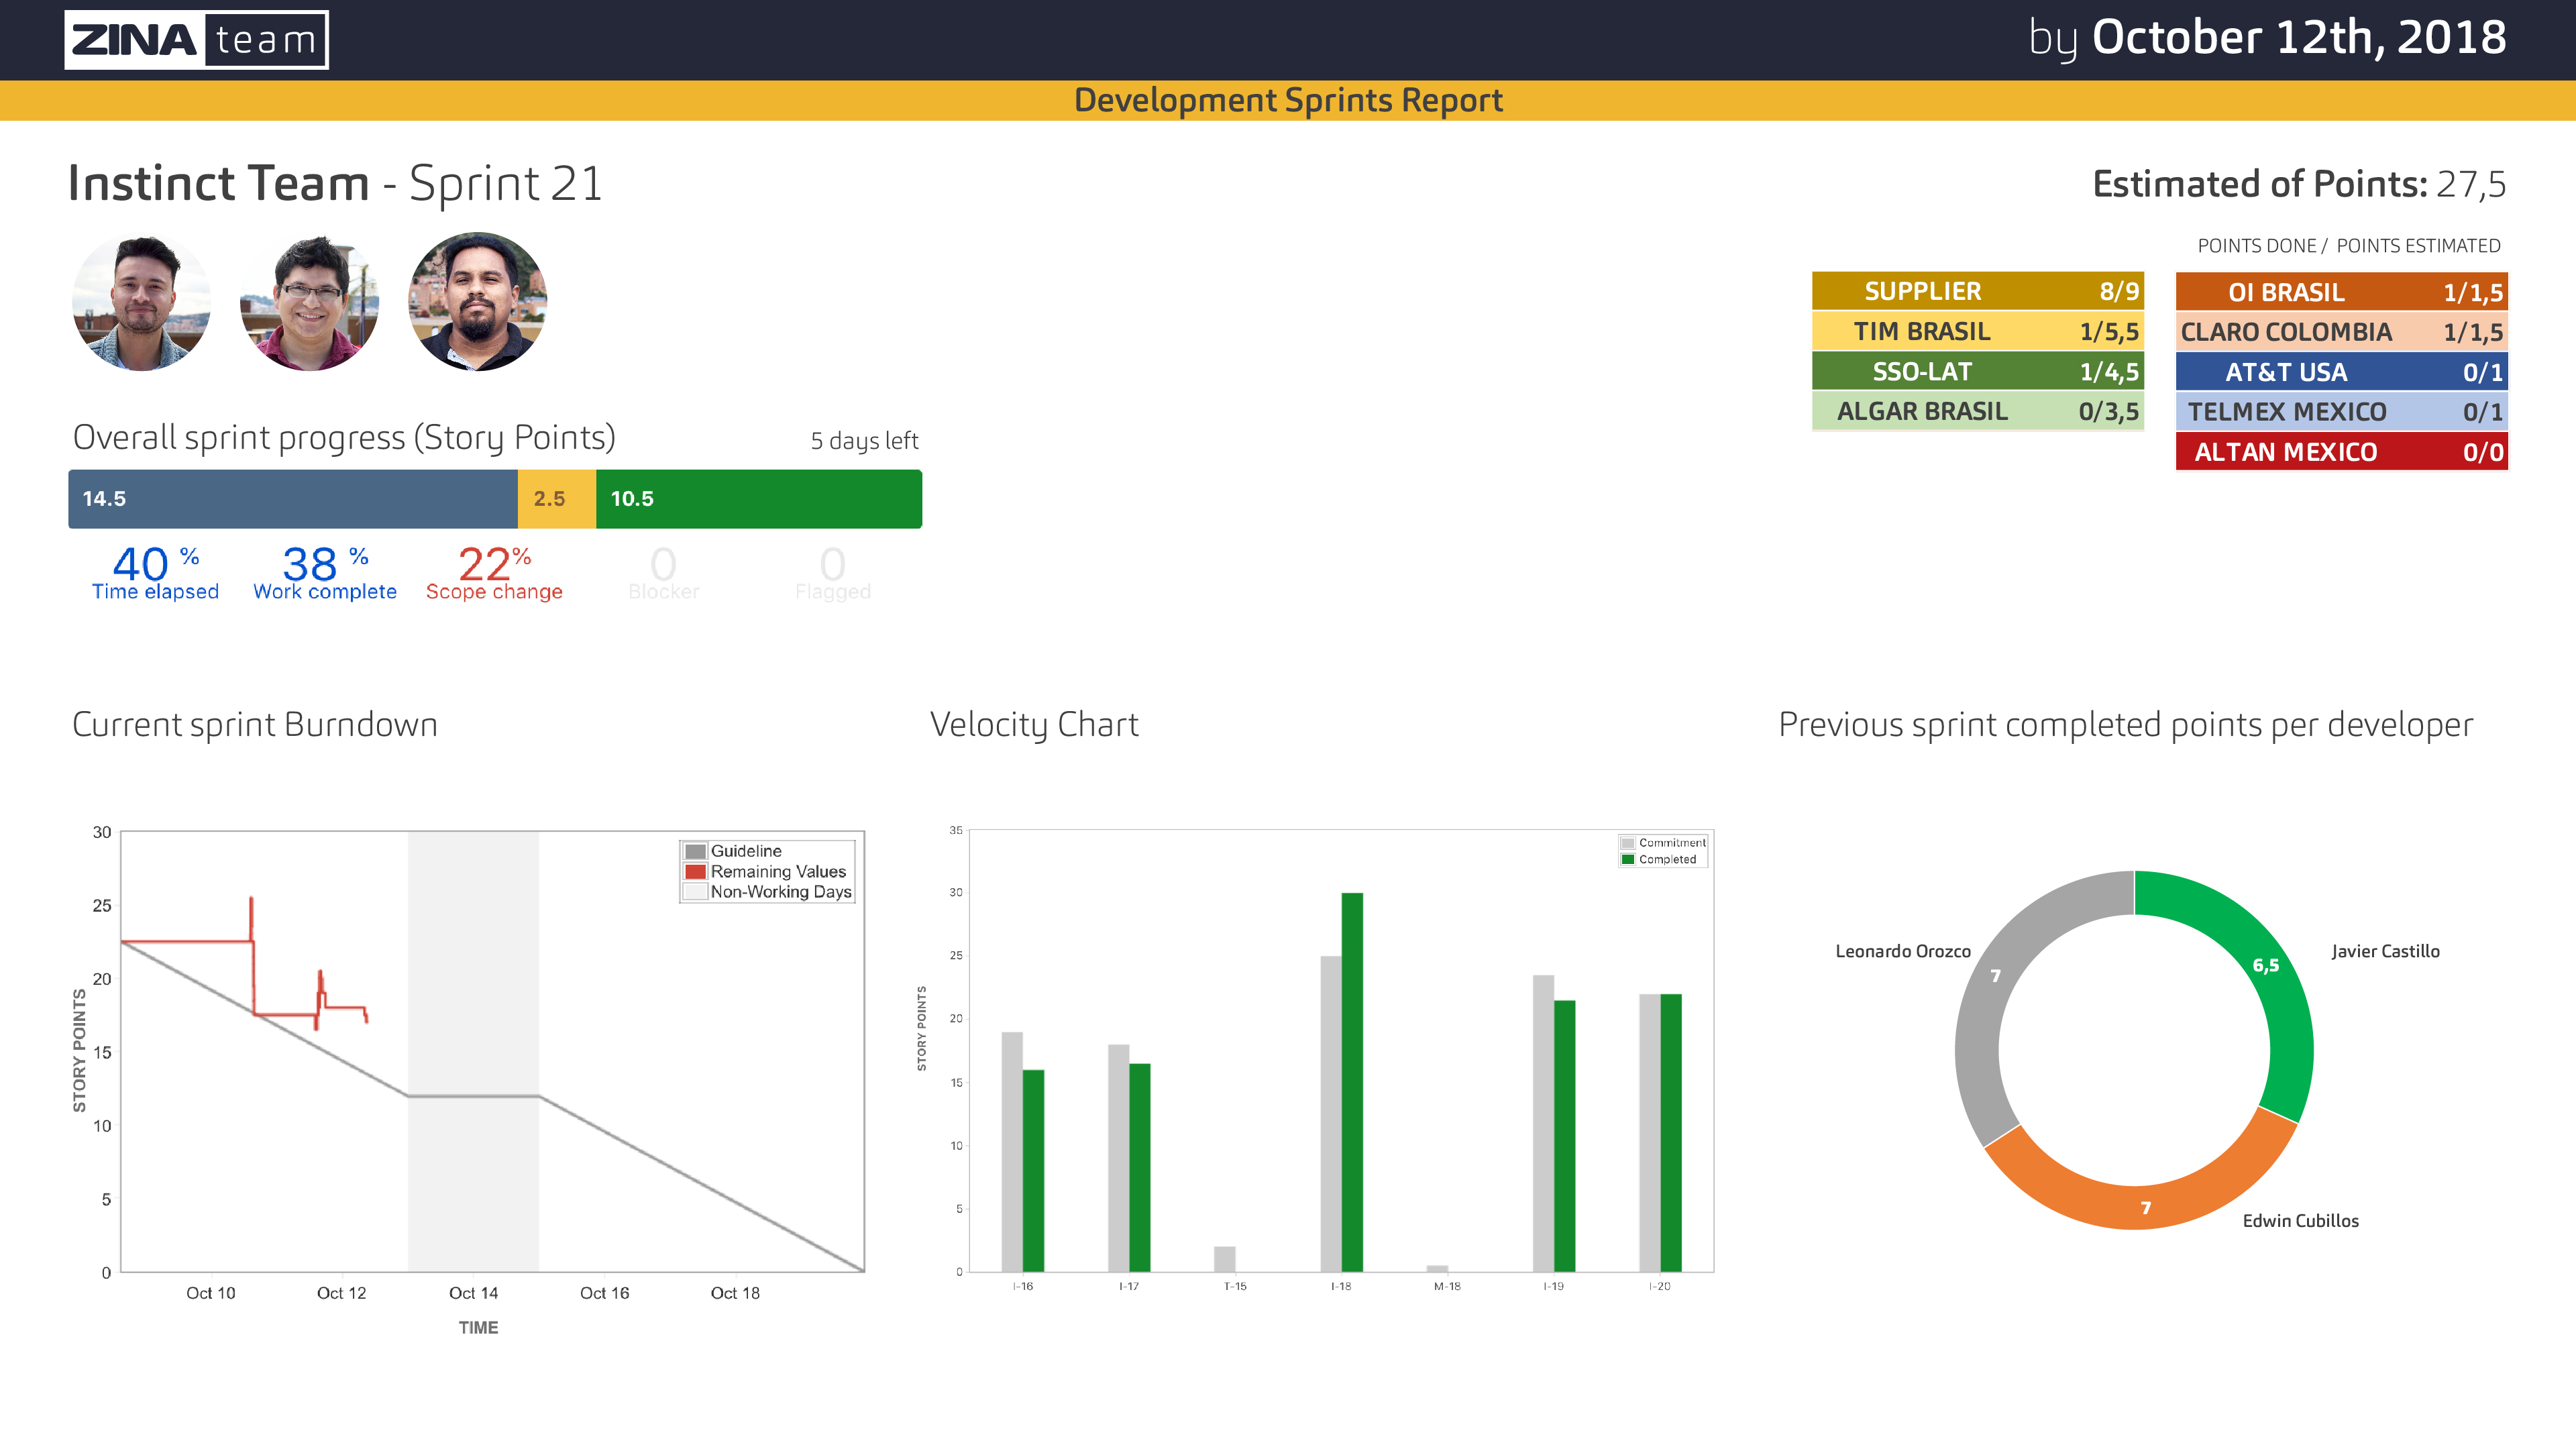 ZINA team
by October 12th, 2018
Development Sprints Report
Instinct Team - Sprint 21
Estimated of Points: 27,5
POINTS DONE / POINTS ESTIMATED
SUPPLIER 8/9
TIM BRASIL 1/5,5
SSO-LAT 1/4,5
ALGAR BRASIL 0/3,5
OI BRASIL 1/1,5
CLARO COLOMBIA 1/1,5
AT&T USA 0/1
TELMEX MEXICO 0/1
ALTAN MEXICO 0/0
Overall sprint progress (Story Points)
5 days left
14.5 2.5 10.5
40 % 38 % 22% 0 0
Time elapsed Work complete Scope change Blocker Flagged
Current sprint Burndown
30
25
20
15
10
5
0
STORY POINTS
Guideline
Remaining Values
Non-Working Days
Oct 10 Oct 12 Oct 14 Oct 16 Oct 18
TIME
Velocity Chart
35
30
25
20
15
10
5
0
STORY POINTS
Commitment
Completed
I-16 I-17 T-15 I-18 M-18 I-19 I-20
Previous sprint completed points per developer
Leonardo Orozco
7
Javier Castillo
6,5
7
Edwin Cubillos